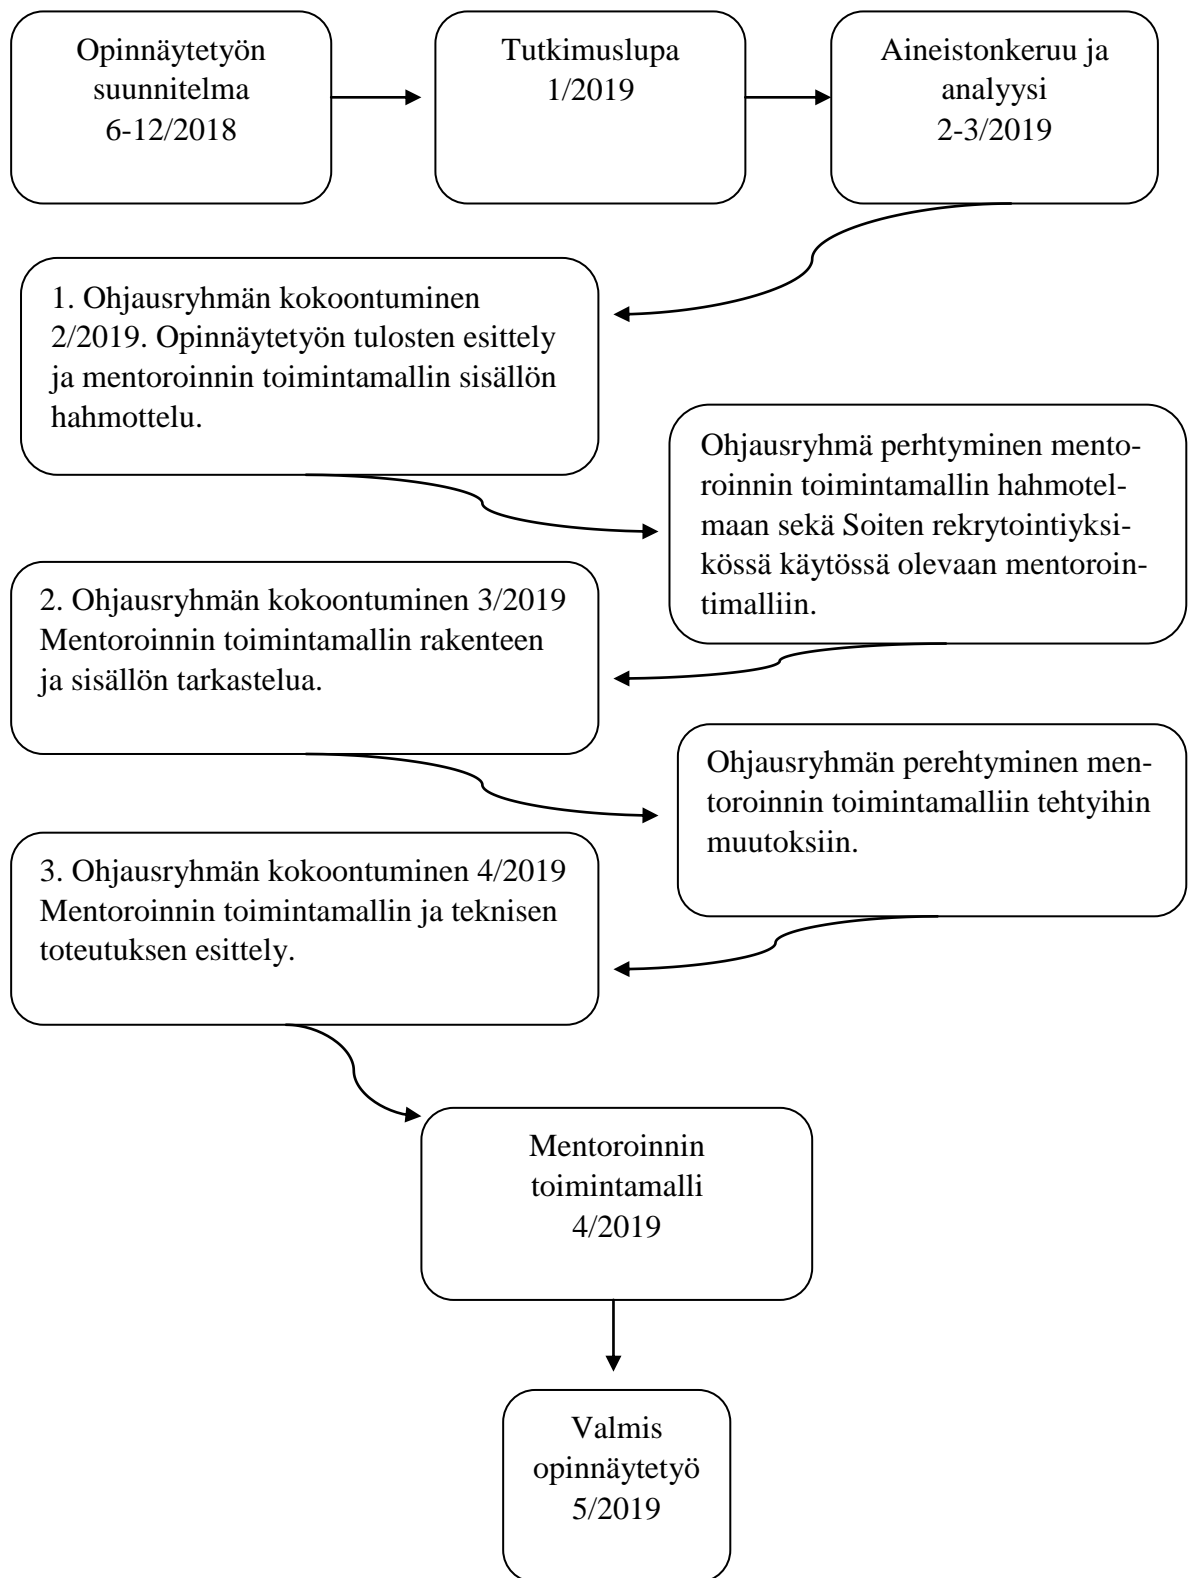 Opinnäytetyön
suunnitelma
6-12/2018
Tutkimuslupa
1/2019
Aineistonkeruu ja
analyysi
2-3/2019
1. Ohjausryhmän kokoontuminen
2/2019. Opinnäytetyön tulosten esittely
ja mentoroinnin toimintamallin sisällön
hahmottelu.
Ohjausryhmä perhtyminen mento-
roinnin toimintamallin hahmotel-
maan sekä Soiten rekrytointiyksi-
kössä käytössä olevaan mentoroin-
timalliin.
2. Ohjausryhmän kokoontuminen 3/2019
Mentoroinnin toimintamallin rakenteen
ja sisällön tarkastelua.
Ohjausryhmän perehtyminen men-
toroinnin toimintamalliin tehtyihin
muutoksiin.
3. Ohjausryhmän kokoontuminen 4/2019
Mentoroinnin toimintamallin ja teknisen
toteutuksen esittely.
Mentoroinnin
toimintamalli
4/2019
Valmis
opinnäytetyö
5/2019